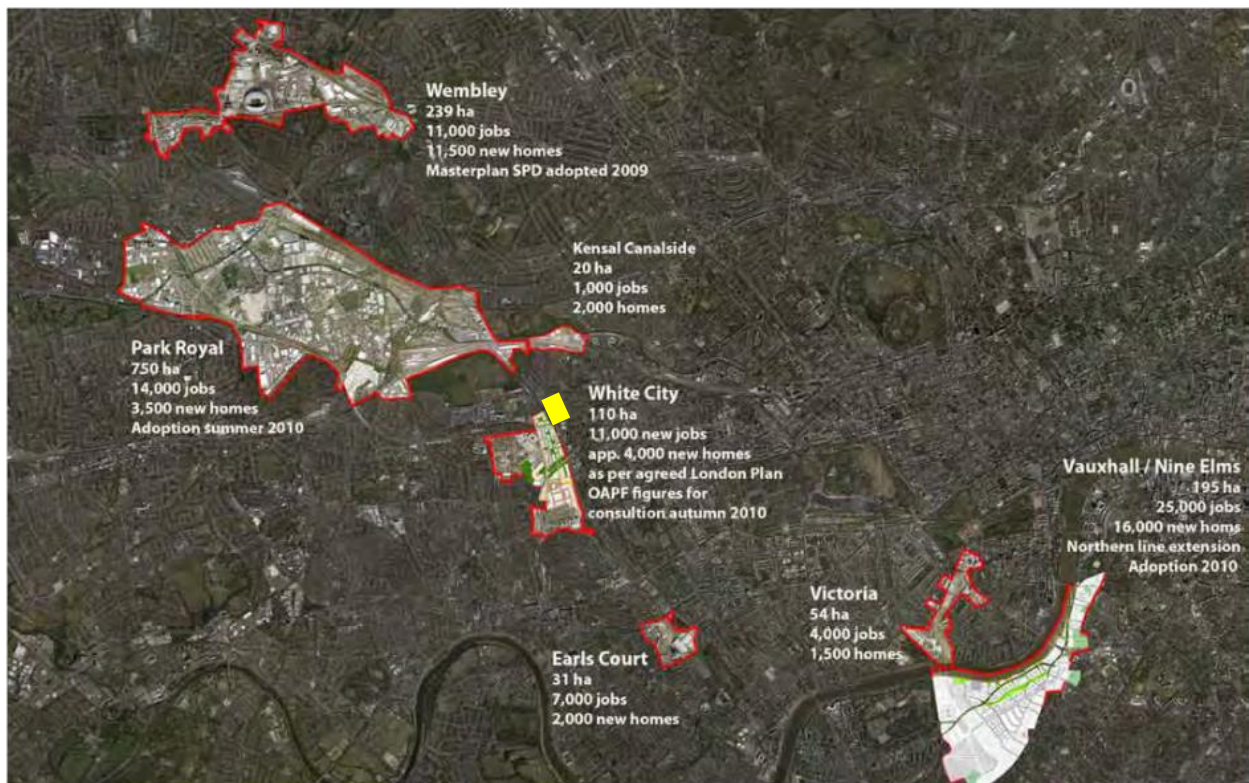 Wembley
239 ha
11,000 jobs
11,500 new homes
Masterplan SPD adopted 2009
Kensal Canalside
20 ha
1,000 jobs
2,000 homes
Park Royal
750 ha
14,000 jobs
3,500 new homes
Adoption summer 2010
White City
110 ha
11,000 new jobs
app. 4,000 new homes
as per agreed London Plan
OAPF figures for
consultion autumn 2010
Vauxhall / Nine Elms
195 ha
25,000 jobs
16,000 new homs
Northern line extension
Adoption 2010
Victoria
54 ha
4,000 jobs
1,500 homes
Earls Court
31 ha
7,000 jobs
2,000 new homes